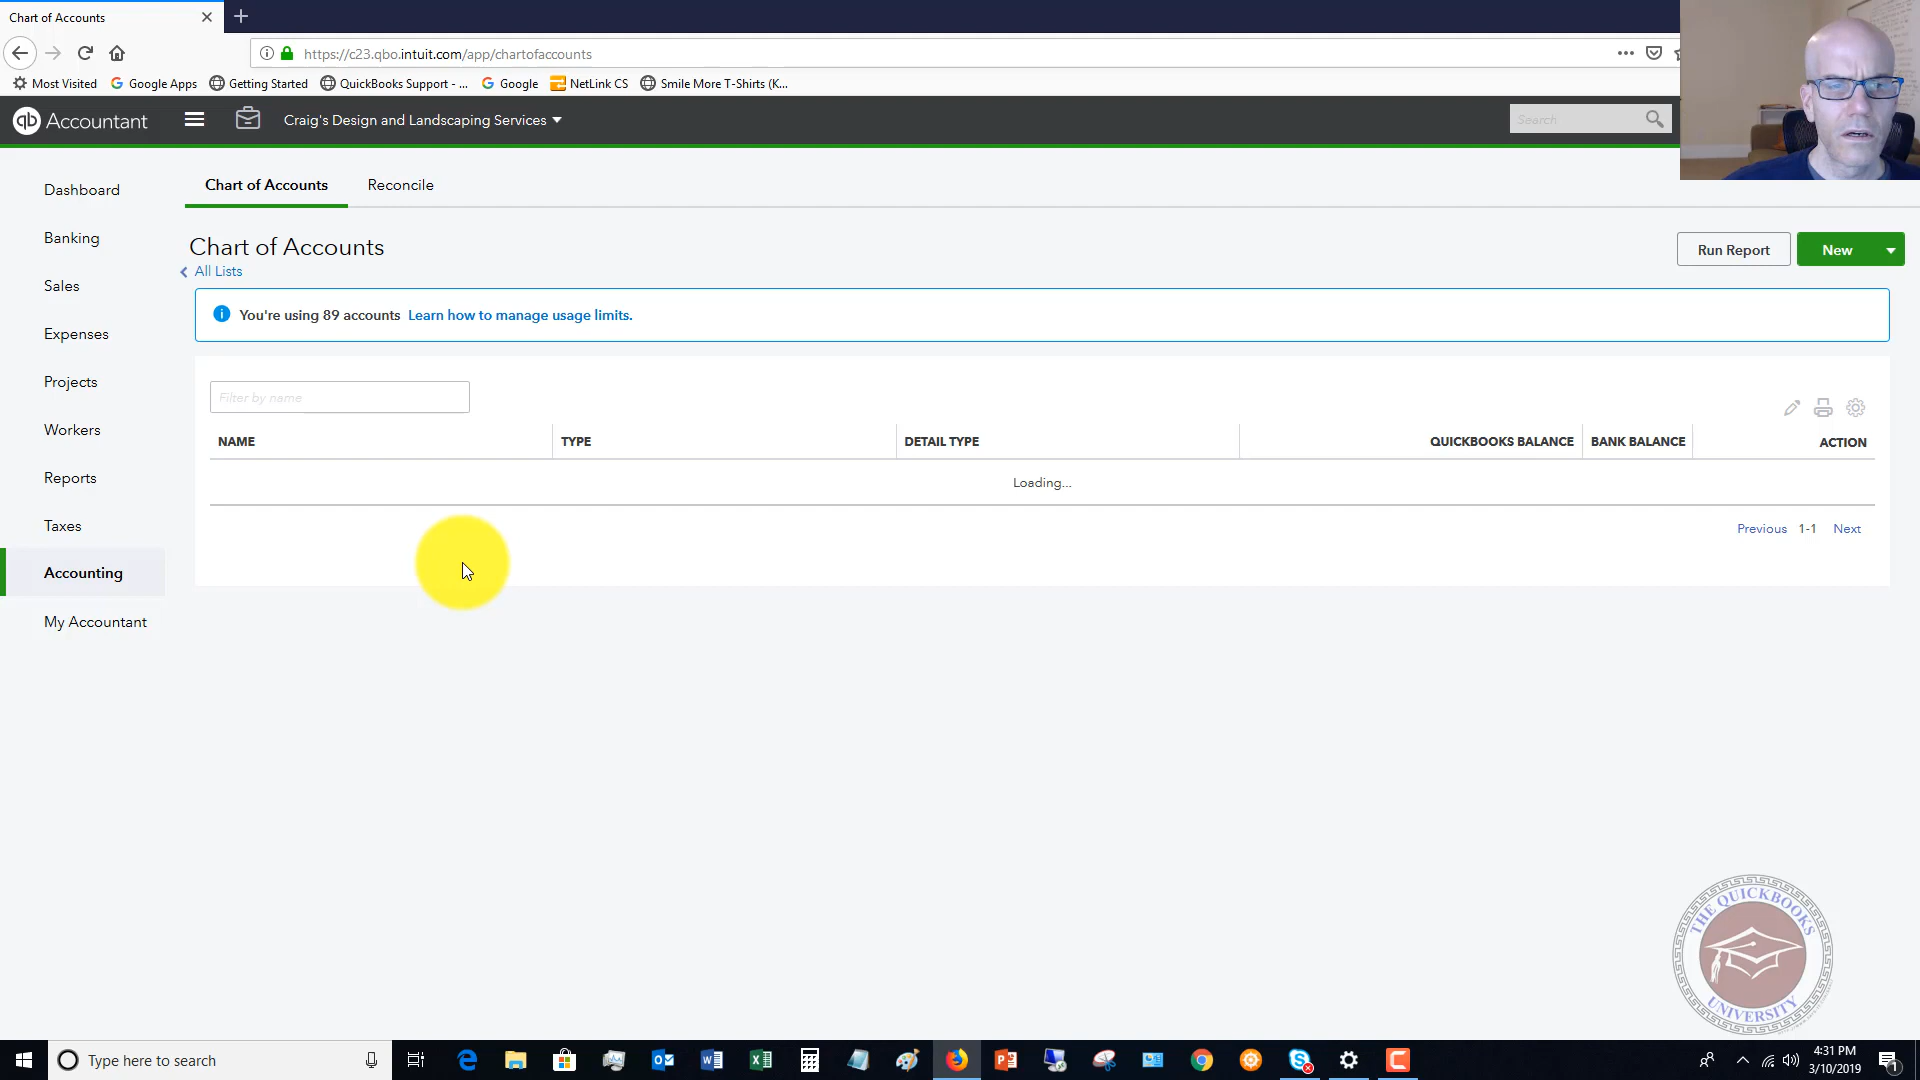 Chart of Accounts
https://c23.qbo.intuit.com/app/chartofaccounts
Most Visited Google Apps Getting Started QuickBooks Support - ... Google NetLink CS Smile More T-Shirts (K...
qb Accountant Craig's Design and Landscaping Services Search
Dashboard
Banking
Sales
Expenses
Projects
Workers
Reports
Taxes
Accounting
My Accountant
Chart of Accounts Reconcile
Chart of Accounts
All Lists
Run Report New
You're using 89 accounts Learn how to manage usage limits.
Filter by name
NAME TYPE DETAIL TYPE QUICKBOOKS BALANCE BANK BALANCE ACTION
Loading...
Previous 1-1 Next
THE QUICKBOOKS
UNIVERSITY
Type here to search
4:31 PM
3/10/2019
1